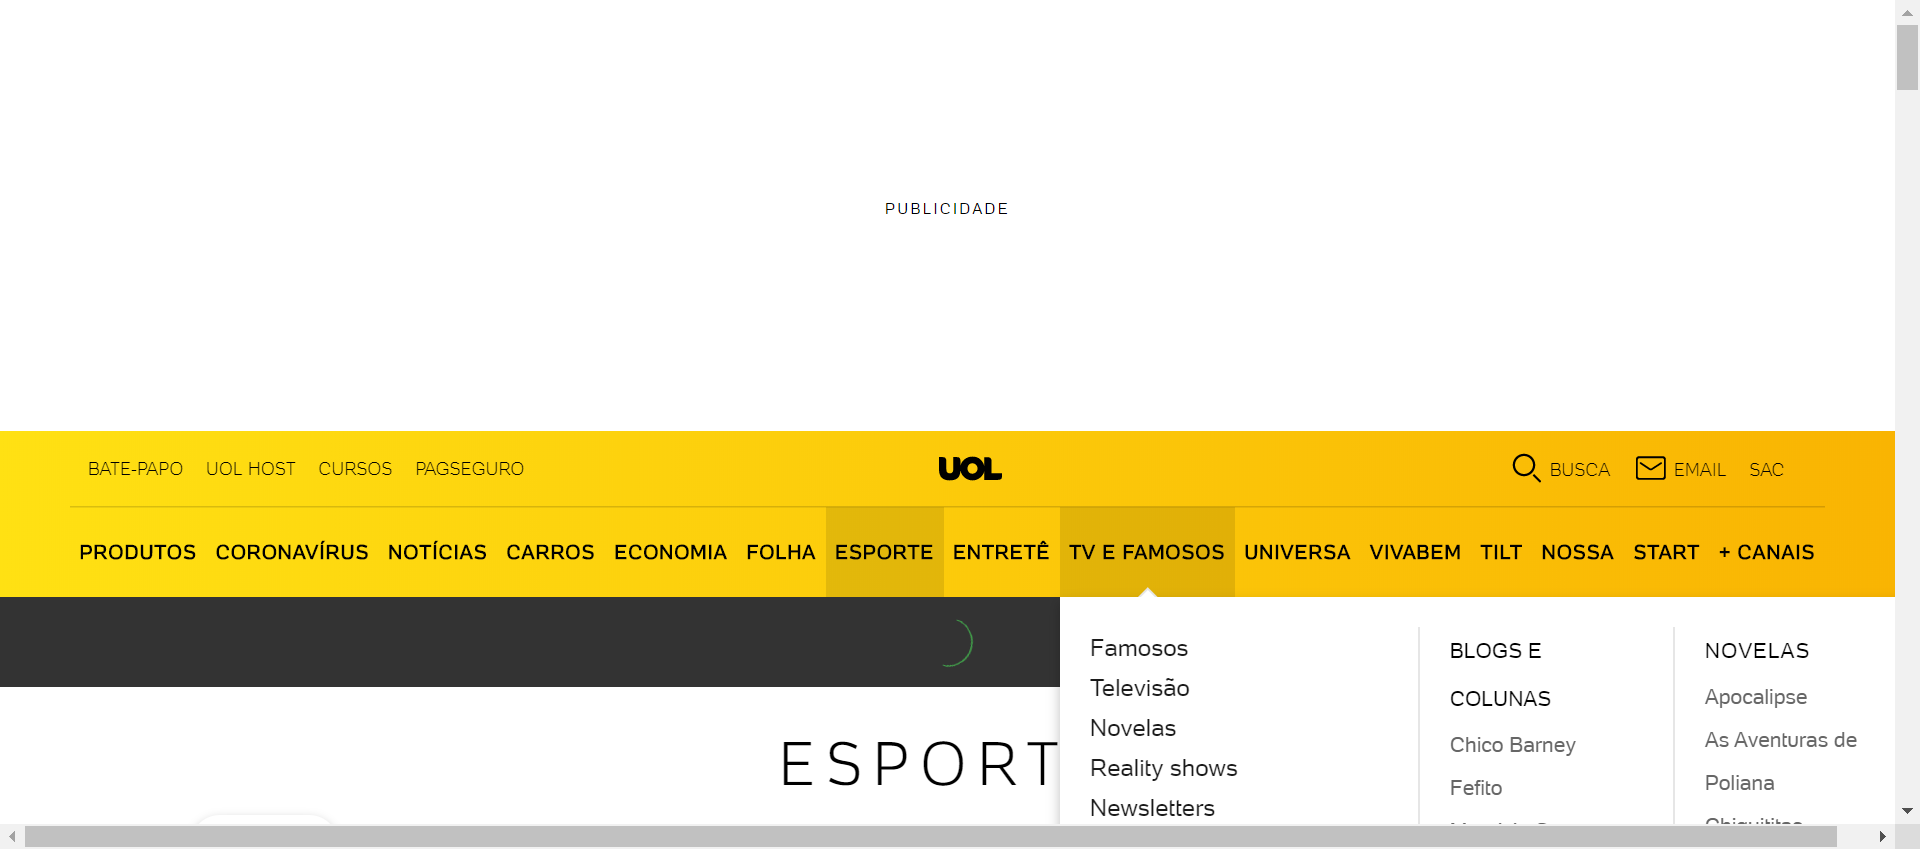 PUBLICIDADE
BATE-PAPO UOL HOST CURSOS PAGSEGURO UOL BUSCA EMAIL SAC
PRODUTOS CORONAVÍRUS NOTÍCIAS CARROS ECONOMIA FOLHA ESPORTE ENTRETÊ TV E FAMOSOS UNIVERSA VIVABEM TILT NOSSA START + CANAIS
Famosos
Televisão
Novelas
Reality shows
Newsletters
BLOGS E
COLUNAS
Chico Barney
Fefito
NOVELAS
Apocalipse
As Aventuras de
Poliana
Chiquititas
ESPORT